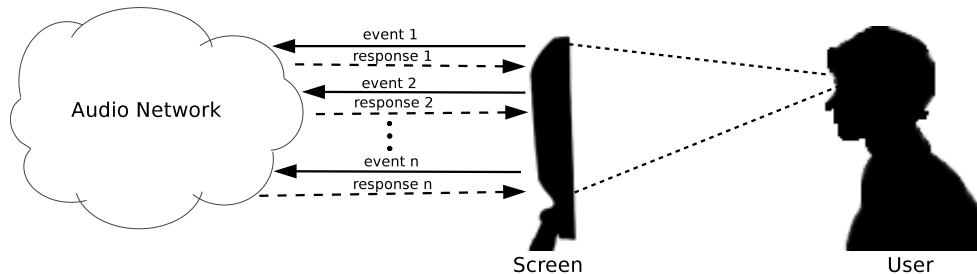 event 1
response 1
event 2
Audio Network
response 2
event n
response n
Screen
User